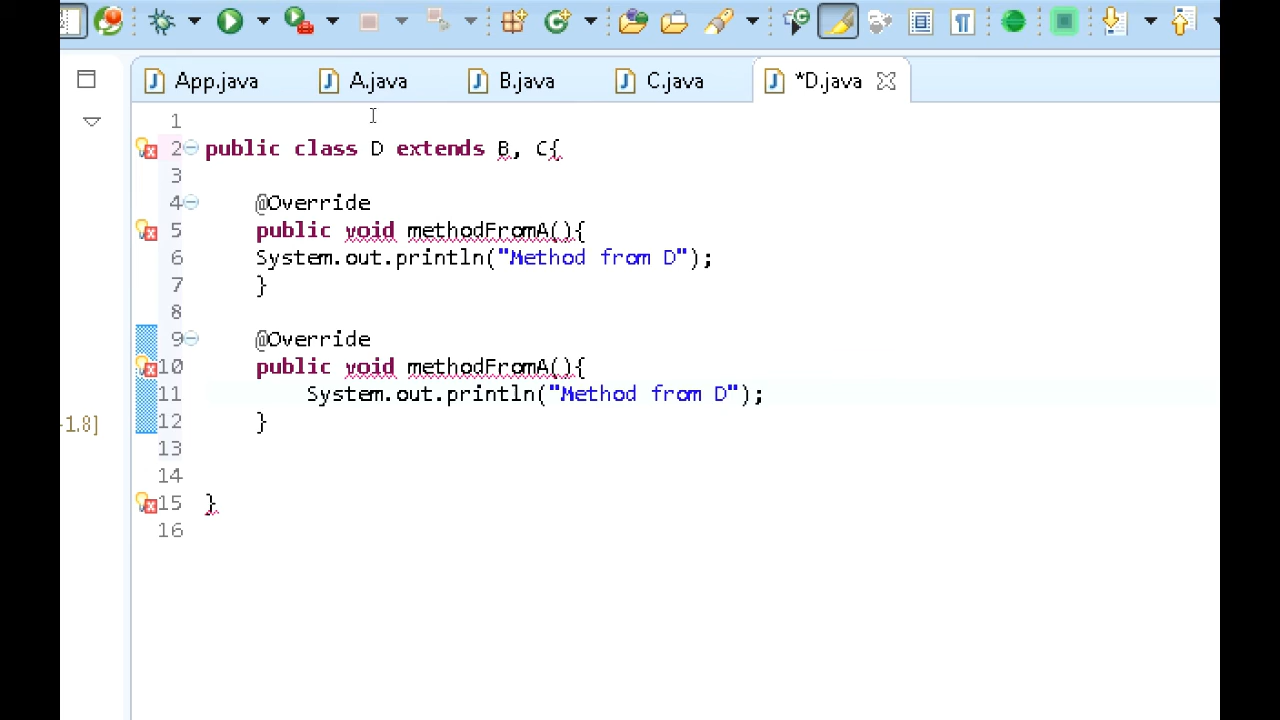 App.java A.java B.java C.java *D.java
1
2 public class D extends B, C{
3
4 @Override
5 public void methodFromA(){
6 System.out.println("Method from D");
7 }
8
9 @Override
10 public void methodFromA(){
11 System.out.println("Method from D");
12 }
13
14
15 }
16
-1.8]